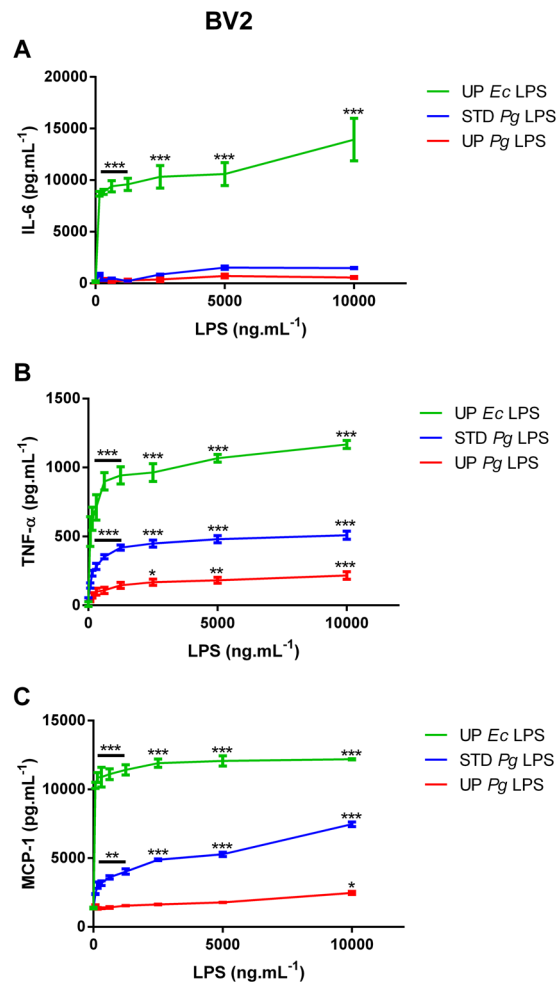 BV2
A
20000
15000
10000
5000
0
IL-6 (pg.mL⁻¹)
***
***
***
***
UP Ec LPS
STD Pg LPS
UP Pg LPS
0
5000
10000
LPS (ng.mL⁻¹)
B
1500
1000
500
0
TNF-α (pg.mL⁻¹)
***
***
***
***
***
***
***
***
*
**
***
UP Ec LPS
STD Pg LPS
UP Pg LPS
0
5000
10000
LPS (ng.mL⁻¹)
C
15000
10000
5000
0
MCP-1 (pg.mL⁻¹)
***
***
***
***
**
***
***
***
*
UP Ec LPS
STD Pg LPS
UP Pg LPS
0
5000
10000
LPS (ng.mL⁻¹)